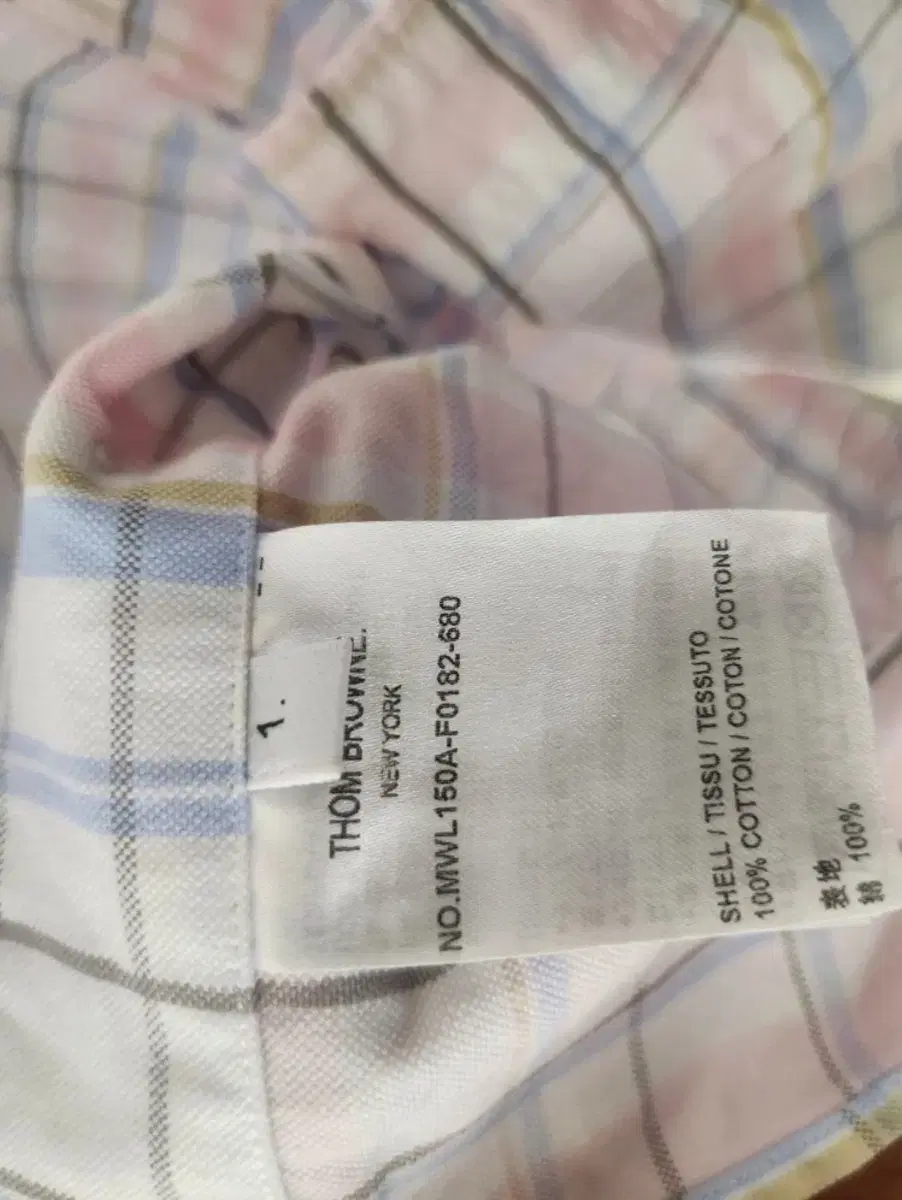 1.
THOM BROWNE.
NEW YORK
NO.MWL150A-F0182-680
SHELL / TISSU / TESSUTO
100% COTTON / COTON / COTONE
表地
綿 100%